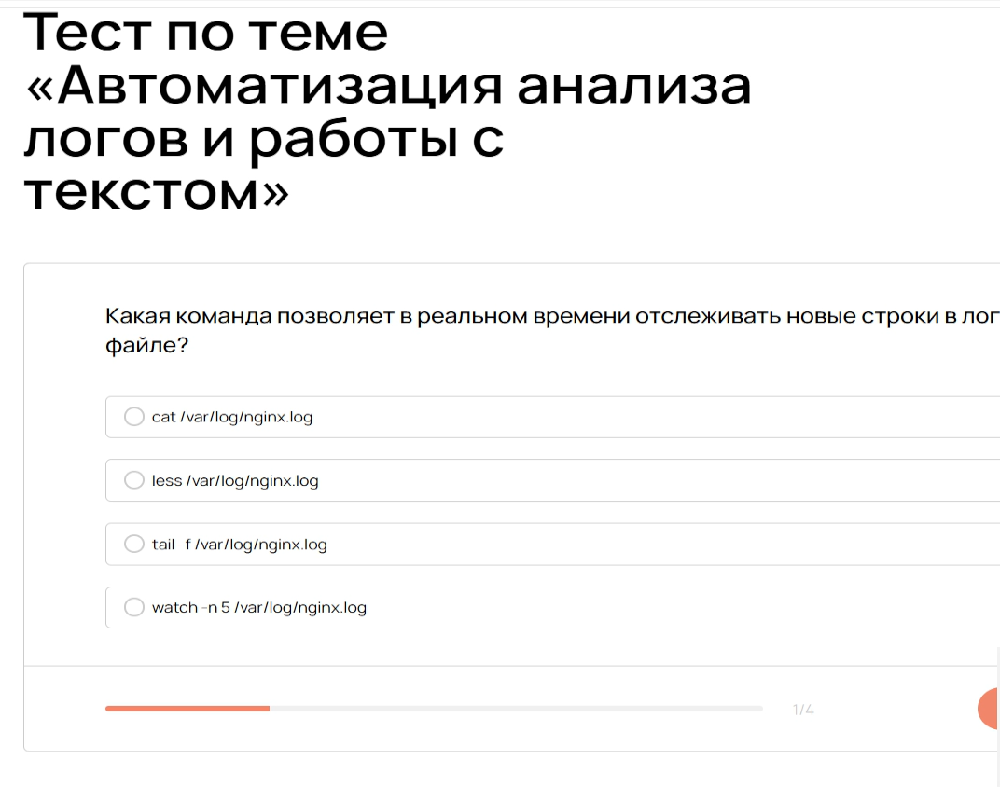 Тест по теме
«Автоматизация анализа
логов и работы с
текстом»
Какая команда позволяет в реальном времени отслеживать новые строки в лог
файле?
cat /var/log/nginx.log
less /var/log/nginx.log
tail -f /var/log/nginx.log
watch -n 5 /var/log/nginx.log
1/4